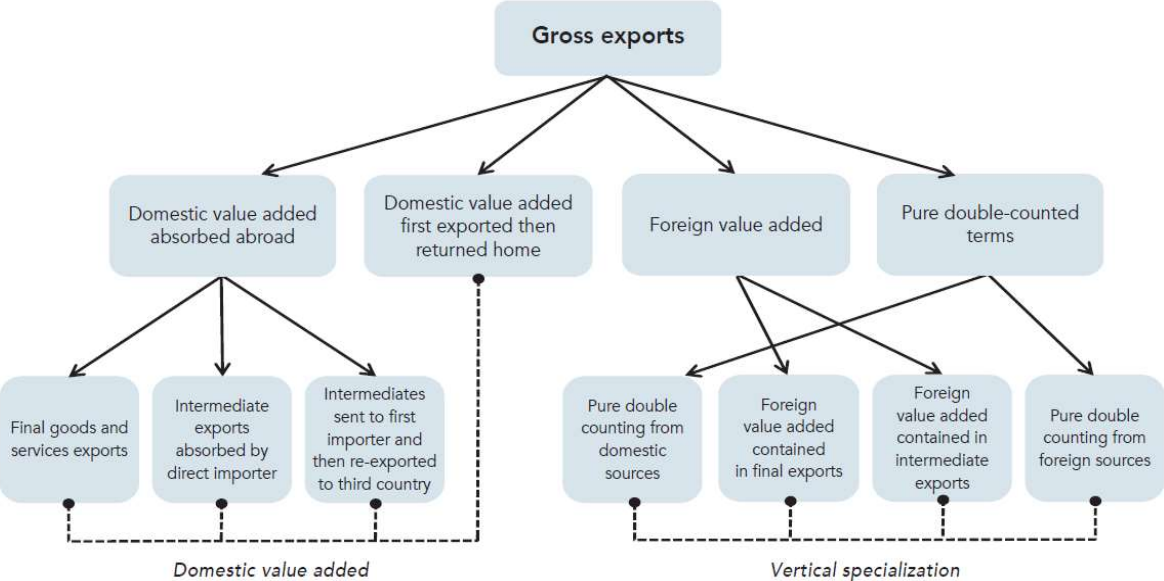 Gross exports
Domestic value added
absorbed abroad
Domestic value added
first exported then
returned home
Foreign value added
Pure double-counted
terms
Final goods and
services exports
Intermediate
exports
absorbed by
direct importer
Intermediates
sent to first
importer and
then re-exported
to third country
Pure double
counting from
domestic
sources
Foreign
value added
contained
in final exports
Foreign
value added
contained in
intermediate
exports
Pure double
counting from
foreign sources
Domestic value added
Vertical specialization